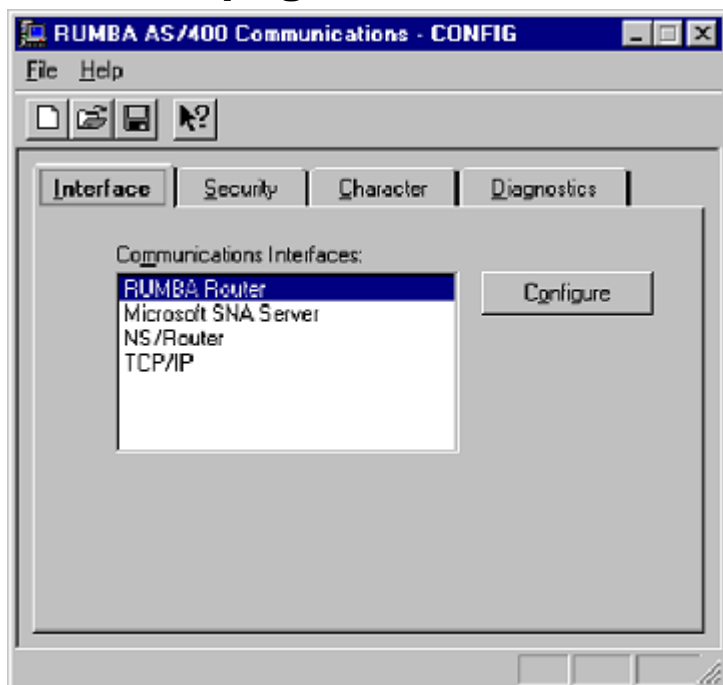 RUMBA AS/400 Communications - CONFIG
File Help
Interface Security Character Diagnostics
Communications Interfaces:
RUMBA Router
Configure
Microsoft SNA Server
NS/Router
TCP/IP